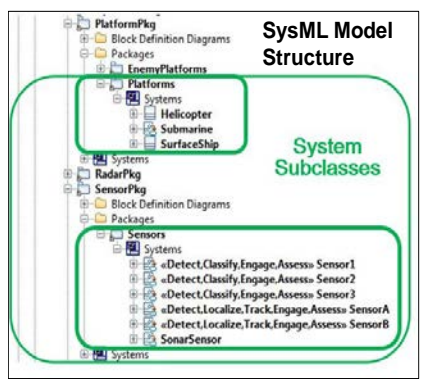 PlatformPkg
SysML Model
Structure
Block Definition Diagrams
Packages
EnemyPlatforms
Platforms
Systems
Helicopter
Submarine
SurfaceShip
System
Subclasses
Systems
RadarPkg
SensorPkg
Block Definition Diagrams
Packages
Sensors
Systems
«Detect,Classify,Engage,Assess» Sensor1
«Detect,Classify,Engage,Assess» Sensor2
«Detect,Classify,Engage,Assess» Sensor3
«Detect,Localize,Track,Engage,Assess» SensorA
«Detect,Localize,Track,Engage,Assess» SensorB
SonarSensor
Systems